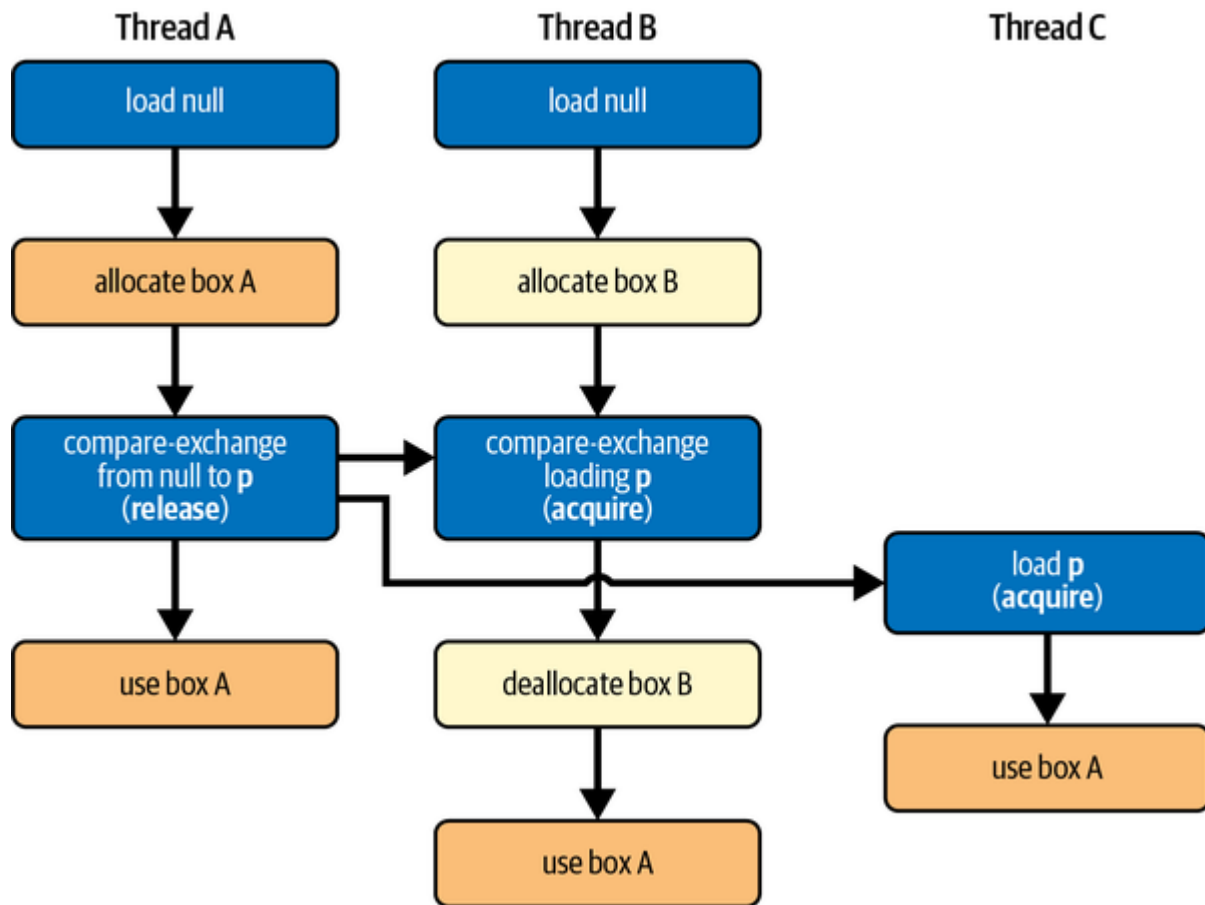 Thread A
Thread B
Thread C
load null
load null
allocate box A
allocate box B
compare-exchange
from null to p
(release)
compare-exchange
loading p
(acquire)
load p
(acquire)
use box A
deallocate box B
use box A
use box A